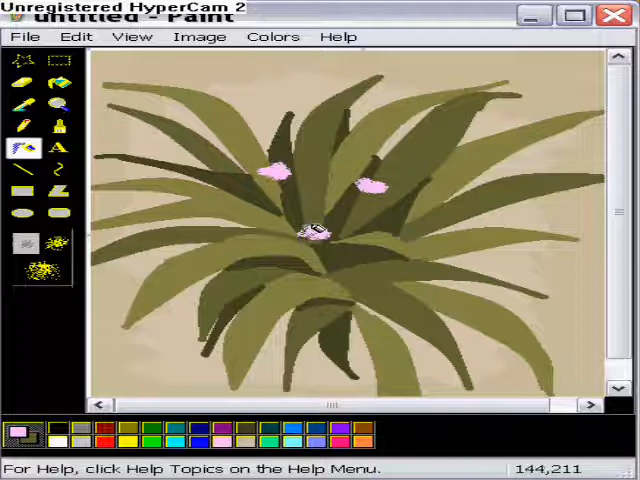 Unregistered HyperCam 2
untitled - Paint
File Edit View Image Colors Help
A
For Help, click Help Topics on the Help Menu.
144,211